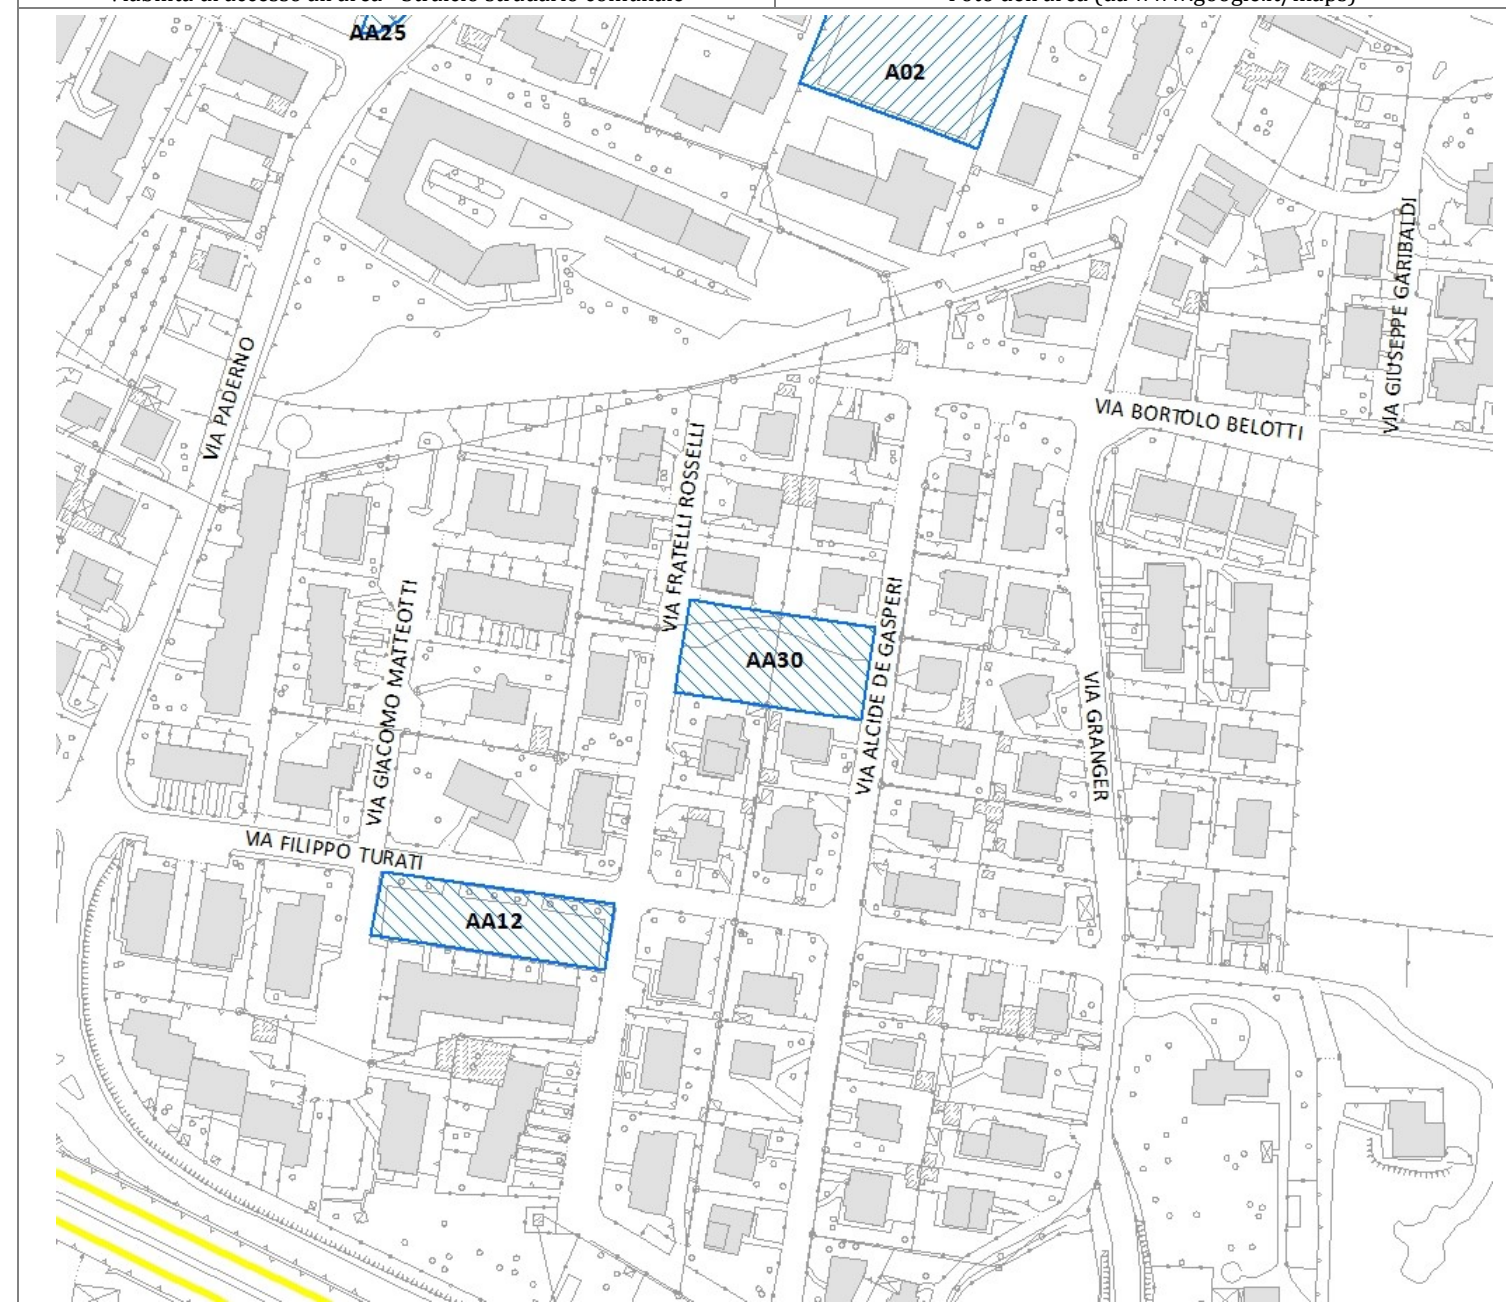 AA25
A02
VIA GIUSEPPE GARIBALDI
VIA PADERNO
VIA BORTOLO BELOTTI
VIA FRATELLI ROSSELLI
VIA GIACOMO MATTEOTTI
VIA ALCIDE DE GASPERI
AA30
VIA GRANGER
VIA FILIPPO TURATI
AA12